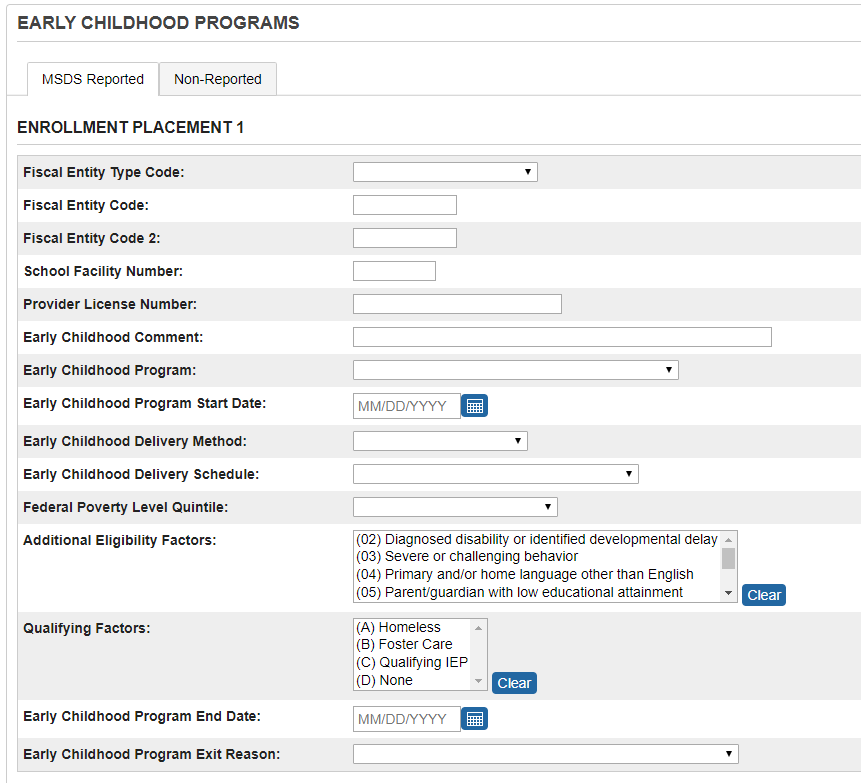 EARLY CHILDHOOD PROGRAMS
MSDS Reported Non-Reported
ENROLLMENT PLACEMENT 1
Fiscal Entity Type Code:
Fiscal Entity Code:
Fiscal Entity Code 2:
School Facility Number:
Provider License Number:
Early Childhood Comment:
Early Childhood Program:
Early Childhood Program Start Date: MM/DD/YYYY
Early Childhood Delivery Method:
Early Childhood Delivery Schedule:
Federal Poverty Level Quintile:
Additional Eligibility Factors: (02) Diagnosed disability or identified developmental delay
(03) Severe or challenging behavior
(04) Primary and/or home language other than English
(05) Parent/guardian with low educational attainment Clear
Qualifying Factors: (A) Homeless
(B) Foster Care
(C) Qualifying IEP
(D) None Clear
Early Childhood Program End Date: MM/DD/YYYY
Early Childhood Program Exit Reason: